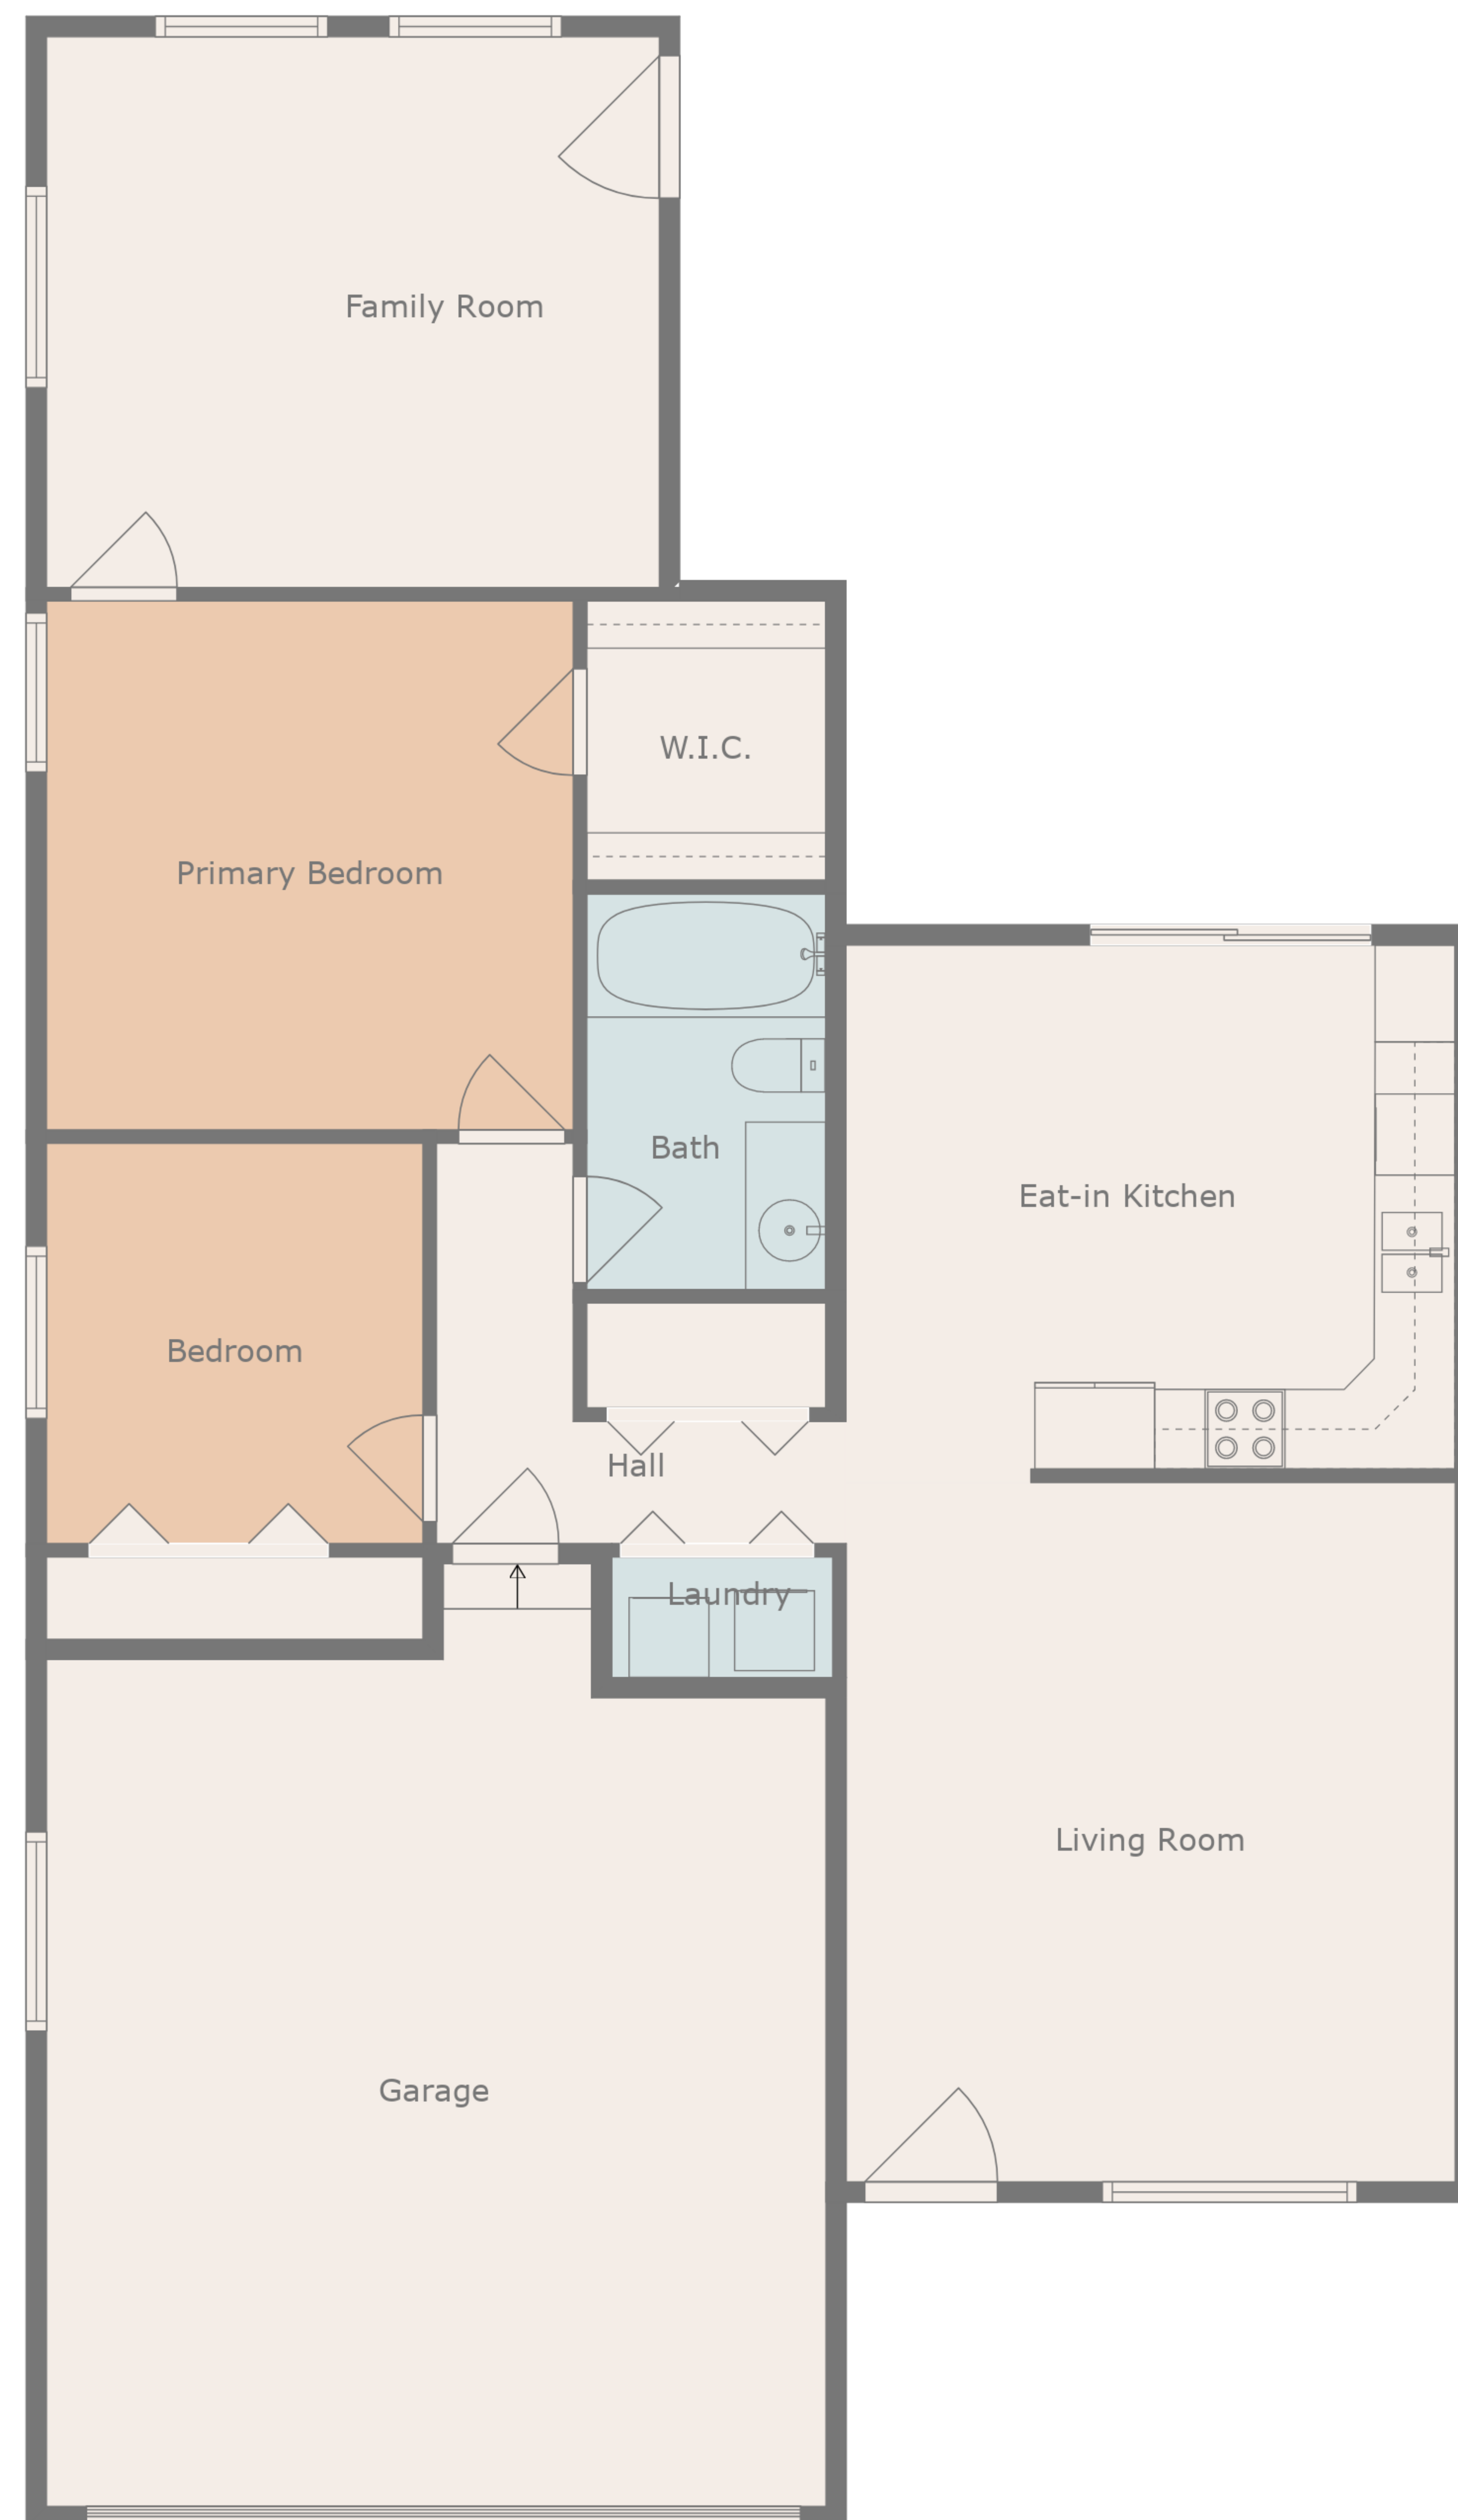 Family Room
W.I.C.
Primary Bedroom
Bath
Eat-in Kitchen
Bedroom
Hall
Laundry
Living Room
Garage